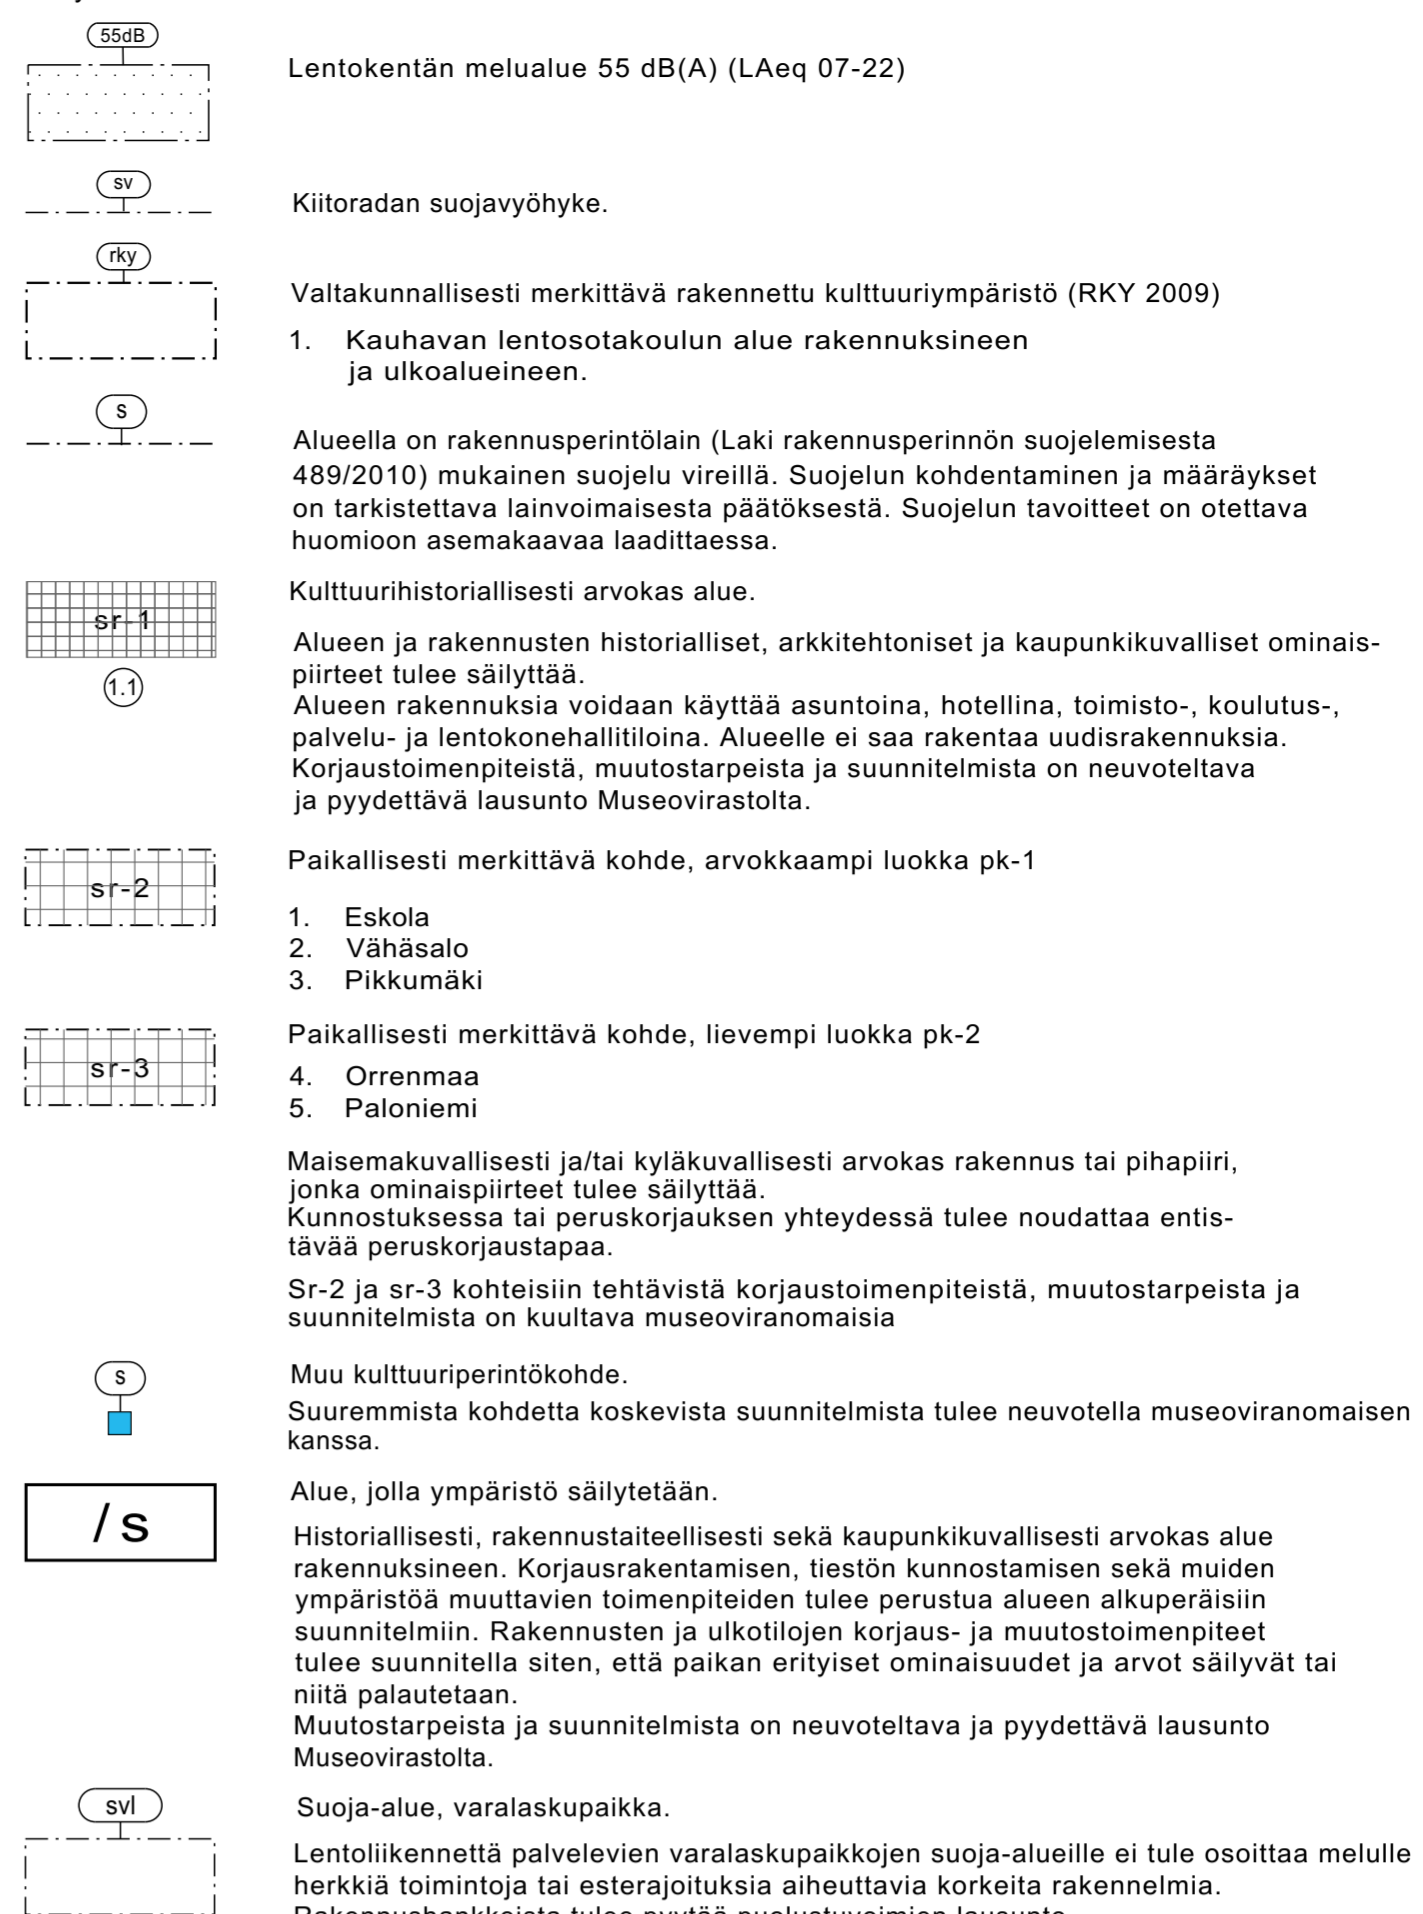 55dB
Lentokentän melualue 55 dB(A) (LAeq 07-22)
sv
Kiitoradan suojavyöhyke.
rky
Valtakunnallisesti merkittävä rakennettu kulttuuriympäristö (RKY 2009)
1. Kauhavan lentosotakoulun alue rakennuksineen
ja ulkoalueineen.
s
Alueella on rakennusperintölain (Laki rakennusperinnön suojelemisesta
489/2010) mukainen suojelu vireillä. Suojelun kohdentaminen ja määräykset
on tarkistettava lainvoimaisesta päätöksestä. Suojelun tavoitteet on otettava
huomioon asemakaavaa laadittaessa.
sr-1
1.1
Kulttuurihistoriallisesti arvokas alue.
Alueen ja rakennusten historialliset, arkkitehtoniset ja kaupunkikuvalliset ominais-
piirteet tulee säilyttää.
Alueen rakennuksia voidaan käyttää asuntoina, hotellina, toimisto-, koulutus-,
palvelu- ja lentokonehallitiloina. Alueelle ei saa rakentaa uudisrakennuksia.
Korjaustoimenpiteistä, muutostarpeista ja suunnitelmista on neuvoteltava
ja pyydettävä lausunto Museovirastolta.
sr-2
Paikallisesti merkittävä kohde, arvokkaampi luokka pk-1
1. Eskola
2. Vähäsalo
3. Pikkumäki
sr-3
Paikallisesti merkittävä kohde, lievempi luokka pk-2
4. Orrenmaa
5. Paloniemi
Maisemakuvallisesti ja/tai kyläkuvallisesti arvokas rakennus tai pihapiiri,
jonka ominaispiirteet tulee säilyttää.
Kunnostuksessa tai peruskorjauksen yhteydessä tulee noudattaa entis-
tävää peruskorjaustapaa.
Sr-2 ja sr-3 kohteisiin tehtävistä korjaustoimenpiteistä, muutostarpeista ja
suunnitelmista on kuultava museoviranomaisia
s
Muu kulttuuriperintökohde.
Suuremmista kohdetta koskevista suunnitelmista tulee neuvotella museoviranomaisen
kanssa.
/s
Alue, jolla ympäristö säilytetään.
Historiallisesti, rakennustaiteellisesti sekä kaupunkikuvallisesti arvokas alue
rakennuksineen. Korjausrakentamisen, tiestön kunnostamisen sekä muiden
ympäristöä muuttavien toimenpiteiden tulee perustua alueen alkuperäisiin
suunnitelmiin. Rakennusten ja ulkotilojen korjaus- ja muutostoimenpiteet
tulee suunnitella siten, että paikan erityiset ominaisuudet ja arvot säilyvät tai
niitä palautetaan.
Muutostarpeista ja suunnitelmista on neuvoteltava ja pyydettävä lausunto
Museovirastolta.
svl
Suoja-alue, varalaskupaikka.
Lentoliikennettä palvelevien varalaskupaikkojen suoja-alueille ei tule osoittaa melulle
herkkiä toimintoja tai esterajoituksia aiheuttavia korkeita rakennelmia.